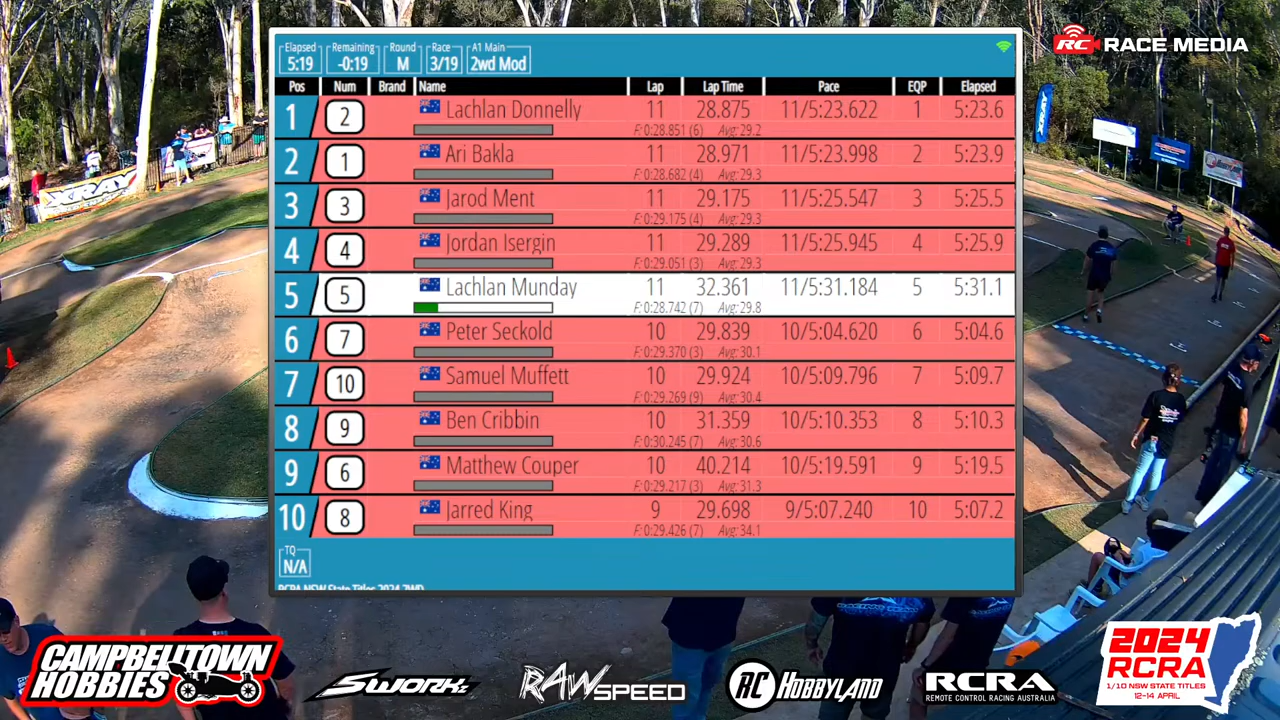 RC RACE MEDIA
Elapsed Remaining Round Race A1 Main
5:19 -0:19 M 3/19 2wd Mod
Pos Num Brand Name Lap Lap Time Pace EQP Elapsed
1 2 Lachlan Donnelly 11 28.875 11/5:23.622 1 5:23.6
F: 0:28.851 (6) Avg: 29.2
2 1 Ari Bakla 11 28.971 11/5:23.998 2 5:23.9
F: 0:28.682 (4) Avg: 29.3
3 3 Jarod Ment 11 29.175 11/5:25.547 3 5:25.5
F: 0:29.175 (4) Avg: 29.3
4 4 Jordan Isergin 11 29.289 11/5:25.945 4 5:25.9
F: 0:29.051 (3) Avg: 29.3
5 5 Lachlan Munday 11 32.361 11/5:31.184 5 5:31.1
F: 0:28.742 (7) Avg: 29.8
6 7 Peter Seckold 10 29.839 10/5:04.620 6 5:04.6
F: 0:29.370 (3) Avg: 30.1
7 10 Samuel Muffett 10 29.924 10/5:09.796 7 5:09.7
F: 0:29.269 (9) Avg: 30.4
8 9 Ben Cribbin 10 31.359 10/5:10.353 8 5:10.3
F: 0:30.245 (7) Avg: 30.6
9 6 Matthew Couper 10 40.214 10/5:19.591 9 5:19.5
F: 0:29.217 (3) Avg: 31.3
10 8 Jarred King 9 29.698 9/5:07.240 10 5:07.2
F: 0:29.426 (7) Avg: 34.1
TQ
N/A
RCRA NSW State Titles 2024 2WD
XRAY
XRAY
CAMPBELLTOWN
HOBBIES
SWORKz
RAW SPEED
RC HOBBYLAND
RCRA
REMOTE CONTROL RACING AUSTRALIA
2024
RCRA
1/10 NSW STATE TITLES
12-14 APRIL